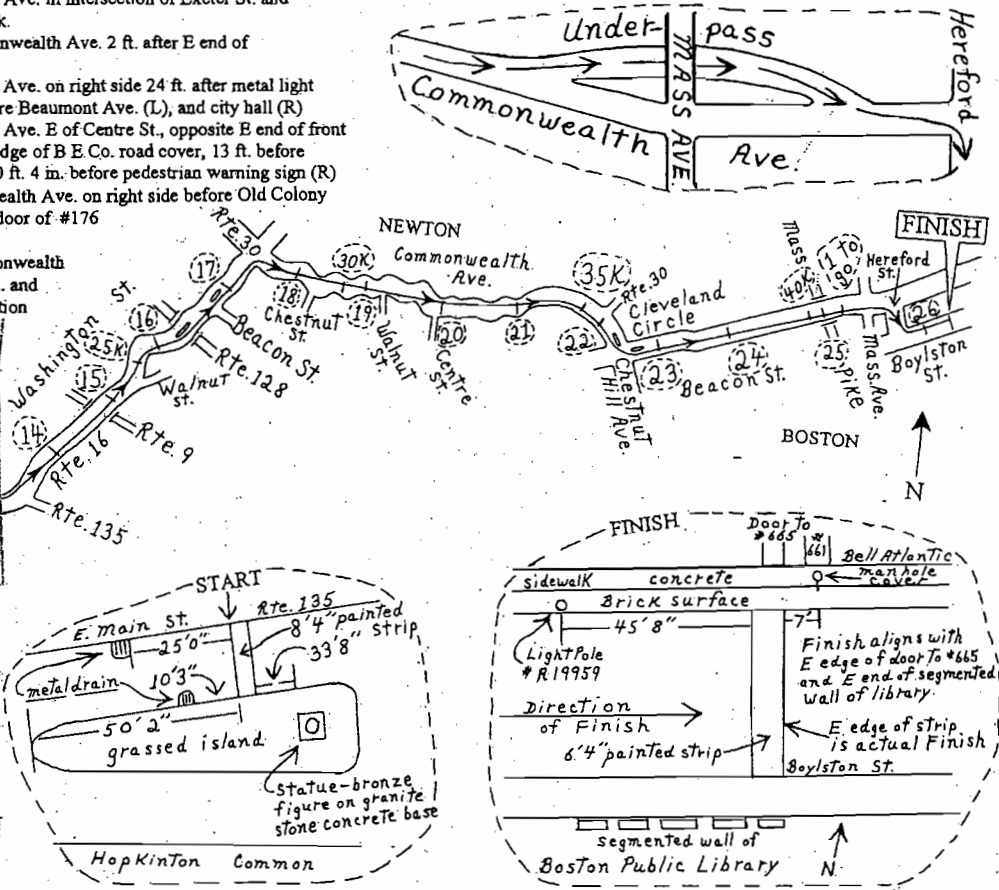 Ave. in intersection of Exeter St. and
k.
nwealth Ave. 2 ft. after E end of
Ave. on right side 24 ft. after metal light
re Beaumont Ave. (L), and city hall (R)
Ave. E of Centre St., opposite E end of front
dge of B E Co. road cover, 13 ft. before
0 ft. 4 in. before pedestrian warning sign (R)
ealth Ave. on right side before Old Colony
door of #176
onwealth
. and
tion
Under-
pass
MASS AVE
Commonwealth
Ave.
Hereford
NEWTON
Commonwealth
Ave.
Rte. 30
FINISH
Mass
40K
1 to
90
Hereford
St.
17
18
30K
35K
Rte. 30
Cleveland
Circle
26
16
St.
Washington
25K
Chestnut
St.
19
Walnut
St.
20
Centre
St.
21
22
Beacon St.
Rte. 128
15
Walnut
St.
Chestnut
Hill Ave.
23
Beacon St.
24
25
Pike
Mass. Ave.
Boylston
St.
14
Rte. 16
Rte. 9
Rte. 135
BOSTON
N
START
E. Main St.
Rte. 135
25'0"
8'4" painted
strip
33'8"
metal drain
10'3"
50'2"
grassed island
Statue-bronze
figure on granite
stone concrete base
Hopkinton Common
FINISH
Door to
#665
#
661
Bell Atlantic
manhole
cover
sidewalk
concrete
Brick surface
45'8"
7'
Light Pole
# R19959
Finish aligns with
E edge of door to #665
and E end of segmented
wall of library.
Direction
of Finish
6'4" painted strip
E. edge of strip
is actual Finish
Boylston St.
segmented wall of
Boston Public Library
N